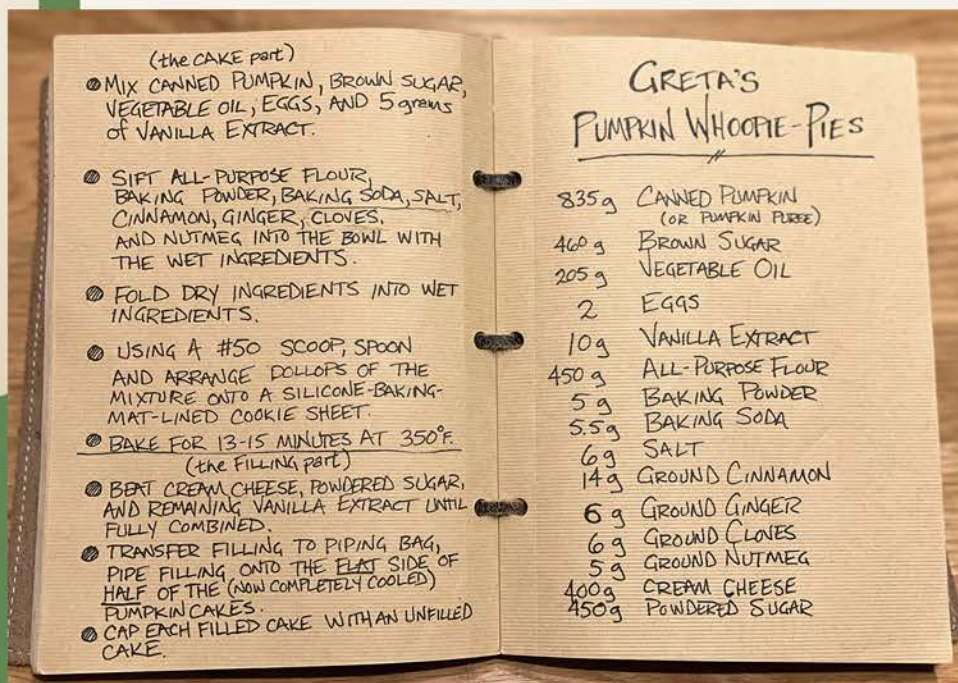 (the CAKE part)
MIX CANNED PUMPKIN, BROWN SUGAR,
VEGETABLE OIL, EGGS, AND 5 grams
of VANILLA EXTRACT.
SIFT ALL-PURPOSE FLOUR,
BAKING POWDER, BAKING SODA, SALT,
CINNAMON, GINGER, CLOVES,
AND NUTMEG INTO THE BOWL WITH
THE WET INGREDIENTS.
FOLD DRY INGREDIENTS INTO WET
INGREDIENTS.
USING A #50 SCOOP, SPOON
AND ARRANGE DOLLOPS OF THE
MIXTURE ONTO A SILICONE-BAKING-
MAT-LINED COOKIE SHEET.
BAKE FOR 13-15 MINUTES AT 350°F.
(the FILLING part)
BEAT CREAM CHEESE, POWDERED SUGAR,
AND REMAINING VANILLA EXTRACT UNTIL
FULLY COMBINED.
TRANSFER FILLING TO PIPING BAG,
PIPE FILLING ONTO THE FLAT SIDE OF
HALF OF THE (NOW COMPLETELY COOLED)
PUMPKIN CAKES.
CAP EACH FILLED CAKE WITH AN UNFILLED
CAKE.
GRETA'S
PUMPKIN WHOOPIE-PIES
835g CANNED PUMPKIN
(OR PUMPKIN PUREE)
460 g BROWN SUGAR
205 g VEGETABLE OIL
2 EGGS
10g VANILLA EXTRACT
450 g ALL-PURPOSE FLOUR
5 g BAKING POWDER
5.5g BAKING SODA
6g SALT
14g GROUND CINNAMON
6 g GROUND GINGER
6 g GROUND CLOVES
5 g GROUND NUTMEG
400g CREAM CHEESE
450g POWDERED SUGAR